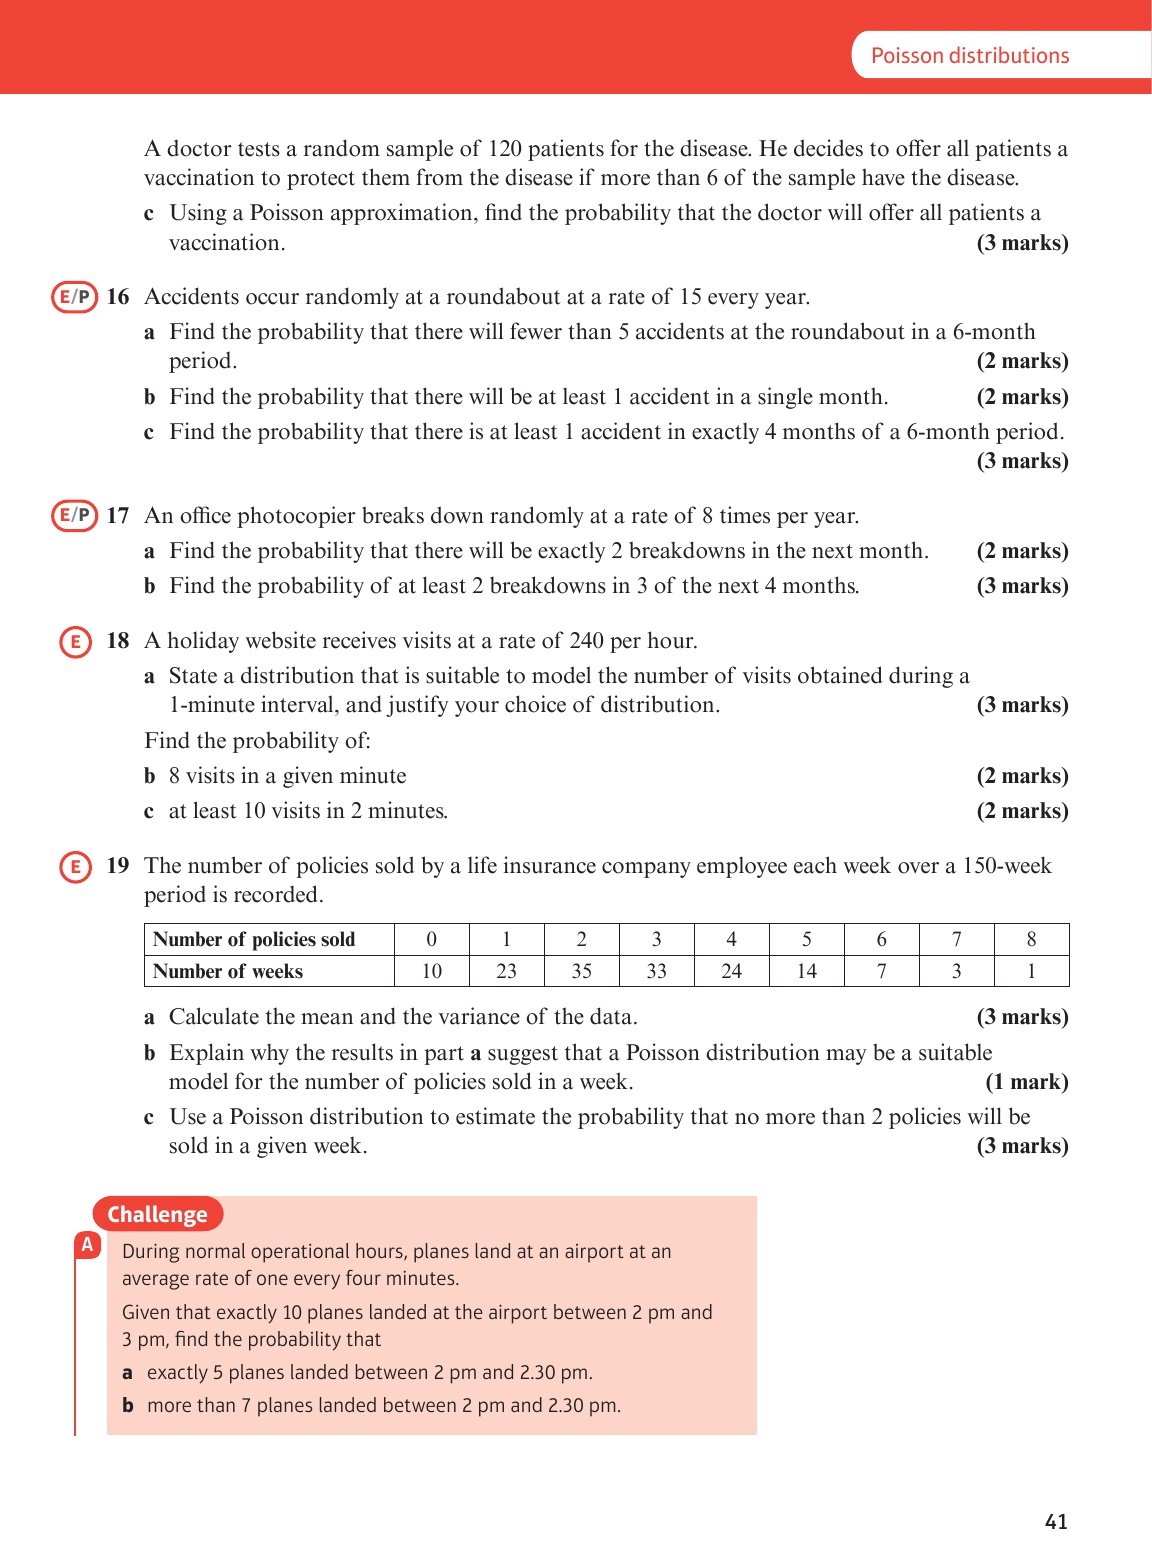 Poisson distributions
A doctor tests a random sample of 120 patients for the disease. He decides to offer all patients a
vaccination to protect them from the disease if more than 6 of the sample have the disease.
c Using a Poisson approximation, find the probability that the doctor will offer all patients a
vaccination. (3 marks)
E/P 16 Accidents occur randomly at a roundabout at a rate of 15 every year.
a Find the probability that there will fewer than 5 accidents at the roundabout in a 6-month
period. (2 marks)
b Find the probability that there will be at least 1 accident in a single month. (2 marks)
c Find the probability that there is at least 1 accident in exactly 4 months of a 6-month period.
(3 marks)
E/P 17 An office photocopier breaks down randomly at a rate of 8 times per year.
a Find the probability that there will be exactly 2 breakdowns in the next month. (2 marks)
b Find the probability of at least 2 breakdowns in 3 of the next 4 months. (3 marks)
E 18 A holiday website receives visits at a rate of 240 per hour.
a State a distribution that is suitable to model the number of visits obtained during a
1-minute interval, and justify your choice of distribution. (3 marks)
Find the probability of:
b 8 visits in a given minute (2 marks)
c at least 10 visits in 2 minutes. (2 marks)
E 19 The number of policies sold by a life insurance company employee each week over a 150-week
period is recorded.
Number of policies sold 0 1 2 3 4 5 6 7 8
Number of weeks 10 23 35 33 24 14 7 3 1
a Calculate the mean and the variance of the data. (3 marks)
b Explain why the results in part a suggest that a Poisson distribution may be a suitable
model for the number of policies sold in a week. (1 mark)
c Use a Poisson distribution to estimate the probability that no more than 2 policies will be
sold in a given week. (3 marks)
Challenge
A During normal operational hours, planes land at an airport at an
average rate of one every four minutes.
Given that exactly 10 planes landed at the airport between 2 pm and
3 pm, find the probability that
a exactly 5 planes landed between 2 pm and 2.30 pm.
b more than 7 planes landed between 2 pm and 2.30 pm.
41